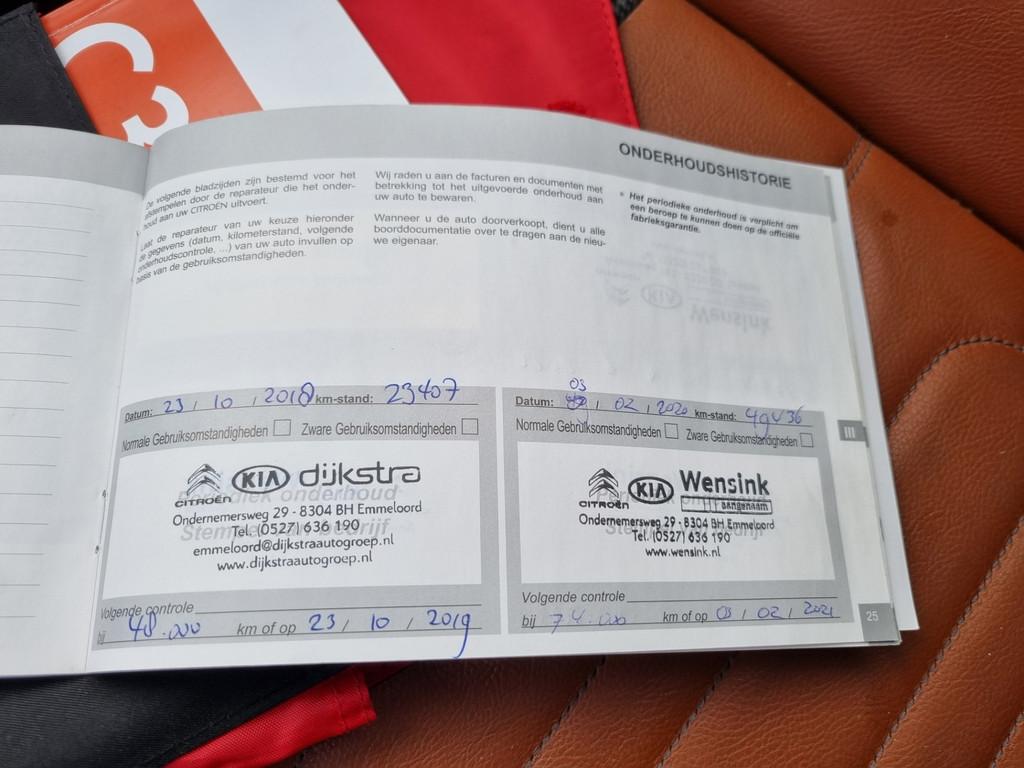 C3
ONDERHOUDSHISTORIE
De volgende bladzijden zijn bestemd voor het
afstempelen door de reparateur die het onder-
houd aan uw CITROËN uitvoert.
Laat de reparateur van uw keuze hieronder
de gegevens (datum, kilometerstand, volgende
onderhoudscontrole, ...) van uw auto invullen op
basis van de gebruiksomstandigheden.
Wij raden u aan de facturen en documenten met
betrekking tot het uitgevoerde onderhoud aan
uw auto te bewaren.
Wanneer u de auto doorverkoopt, dient u alle
boorddocumentatie over te dragen aan de nieu-
we eigenaar.
* Het periodieke onderhoud is verplicht om
een beroep te kunnen doen op de officiële
fabrieksgarantie.
Datum: 23 / 10 / 2018 km-stand: 23407
Normale Gebruiksomstandigheden Zware Gebruiksomstandigheden
CITROËN KIA dijkstra
Periodiek onderhoud
Ondernemersweg 29 - 8304 BH Emmeloord
Stempel van bedrijf
Tel. (0527) 636 190
emmeloord@dijkstraautogroep.nl
www.dijkstraautogroep.nl
Volgende controle
bij 48.000 km of op 23 / 10 / 2019
03
Datum: / 02 / 2020 km-stand: 49436
Normale Gebruiksomstandigheden Zware Gebruiksomstandigheden
CITROËN KIA Wensink
aangenaam
Ondernemersweg 29 - 8304 BH Emmeloord
Tel. (0527) 636 190
www.wensink.nl
Volgende controle
bij 74.000 km of op 03 / 02 / 2021
III
25